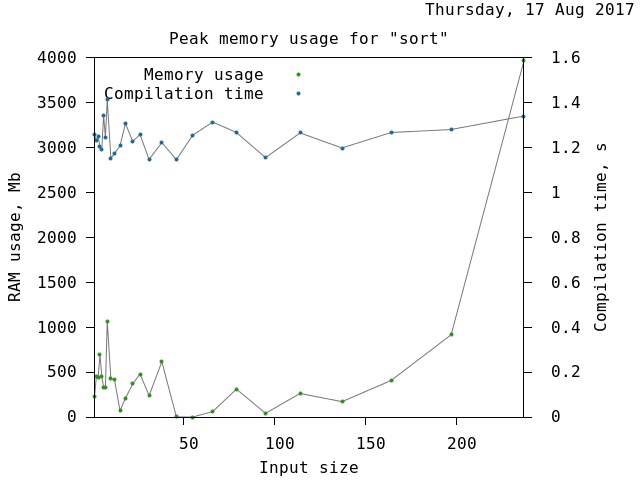 Thursday, 17 Aug 2017
Peak memory usage for "sort"
Memory usage
Compilation time
4000
3500
3000
2500
2000
1500
1000
500
0
RAM usage, Mb
1.6
1.4
1.2
1
0.8
0.6
0.4
0.2
0
Compilation time, s
50 100 150 200
Input size